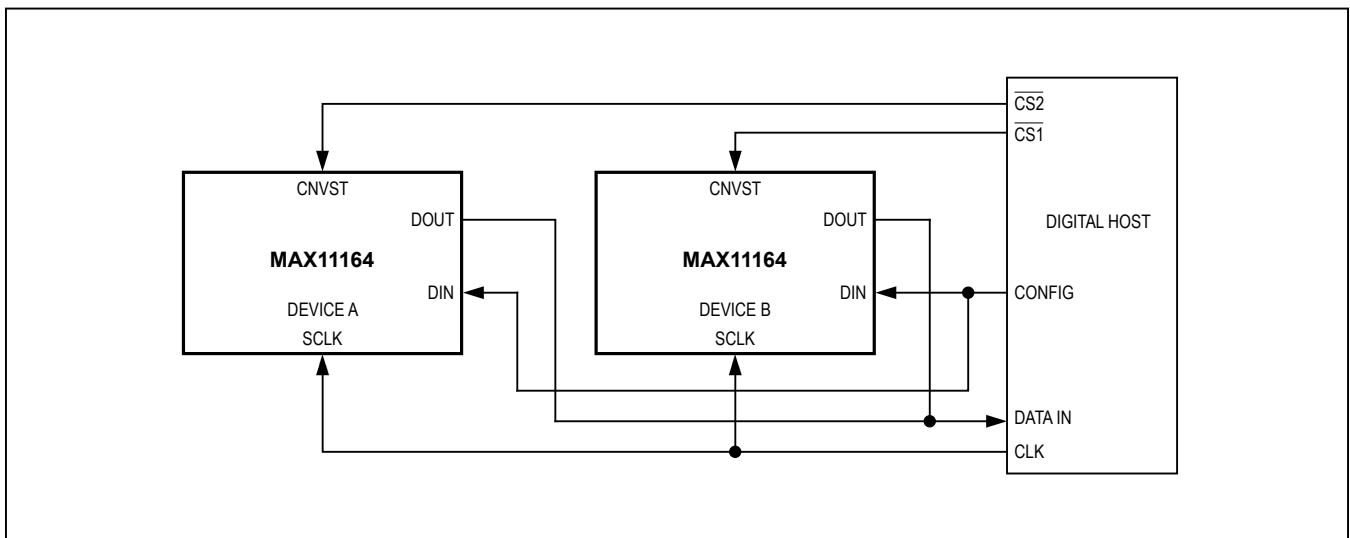 CS2
CS1
CNVST
DOUT
MAX11164
DIN
DEVICE A
SCLK
CNVST
DOUT
MAX11164
DIN
DEVICE B
SCLK
DIGITAL HOST
CONFIG
DATA IN
CLK